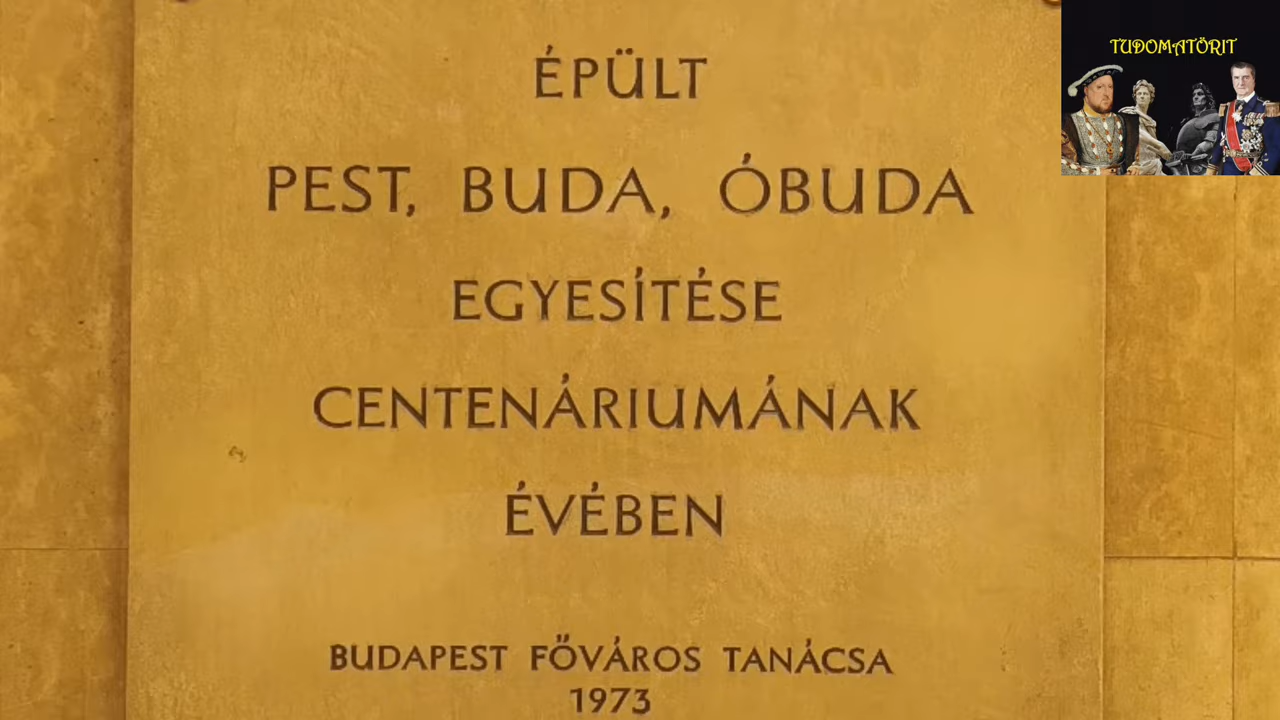 TUDOMATÖRIT
ÉPÜLT
PEST, BUDA, ÓBUDA
EGYESÍTÉSE
CENTENÁRIUMÁNAK
ÉVÉBEN
BUDAPEST FŐVÁROS TANÁCSA
1973